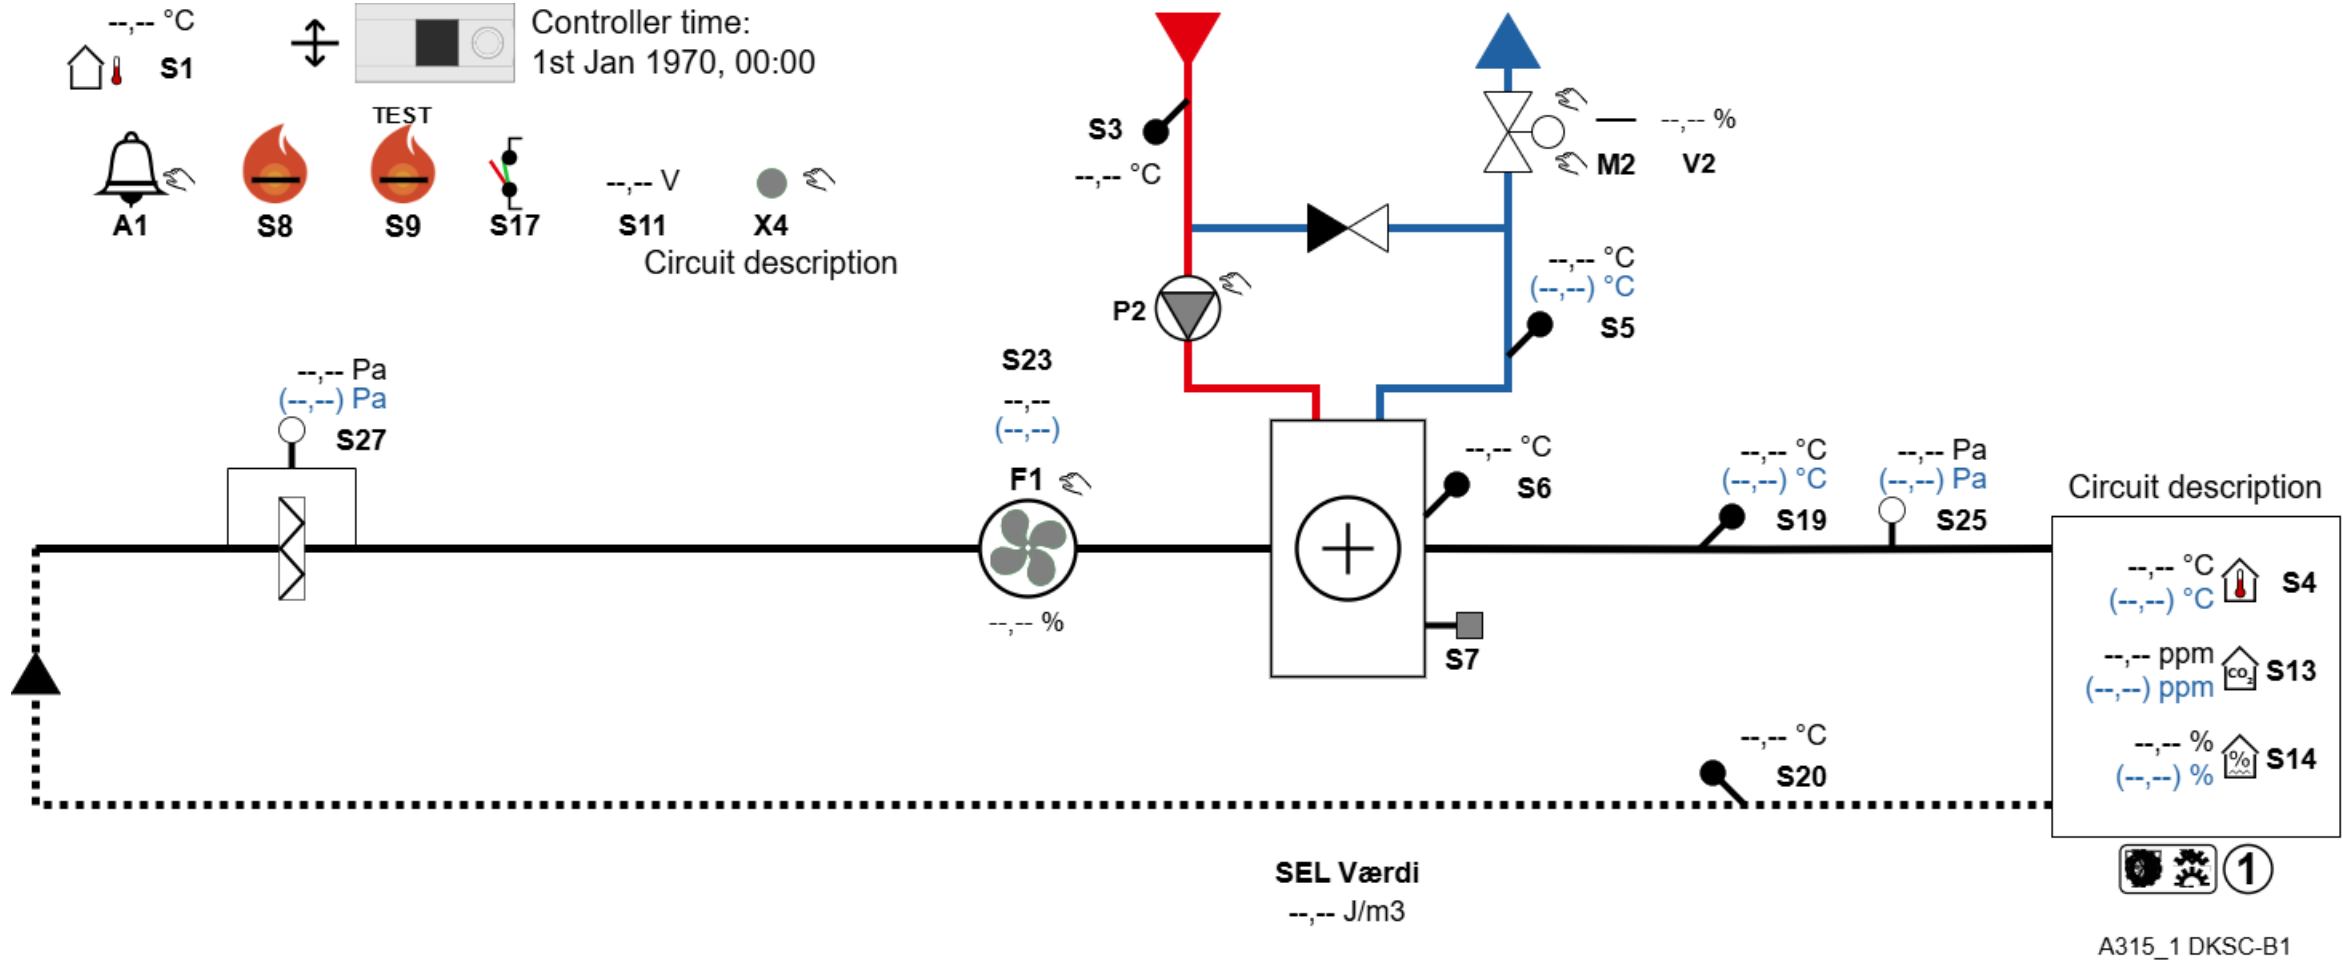 --,-- °C
S1
Controller time:
1st Jan 1970, 00:00
TEST
A1
S8
S9
S17
--,-- V
S11
X4
Circuit description
S3
--,-- °C
--,-- %
M2
V2
--,-- °C
(--,--) °C
S5
P2
--,-- Pa
(--,--) Pa
S27
S23
--,--
(--,--)
F1
--,-- %
--,-- °C
S6
S7
--,-- °C
(--,--) °C
S19
--,-- Pa
(--,--) Pa
S25
Circuit description
--,-- °C
(--,--) °C
S4
--,-- ppm
(--,--) ppm
CO2
S13
--,-- %
(--,--) %
%
S14
--,-- °C
S20
SEL Værdi
--,-- J/m3
1
A315_1 DKSC-B1